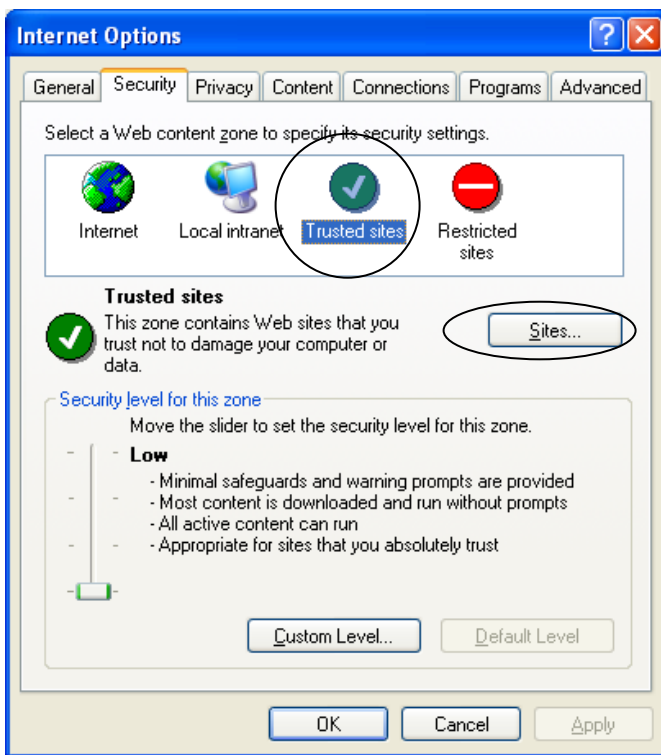 Internet Options
General Security Privacy Content Connections Programs Advanced
Select a Web content zone to specify its security settings.
Internet Local intranet Trusted sites Restricted
sites
Trusted sites
This zone contains Web sites that you
trust not to damage your computer or
data.
Sites...
Security level for this zone
Move the slider to set the security level for this zone.
Low
- Minimal safeguards and warning prompts are provided
- Most content is downloaded and run without prompts
- All active content can run
- Appropriate for sites that you absolutely trust
Custom Level... Default Level
OK Cancel Apply